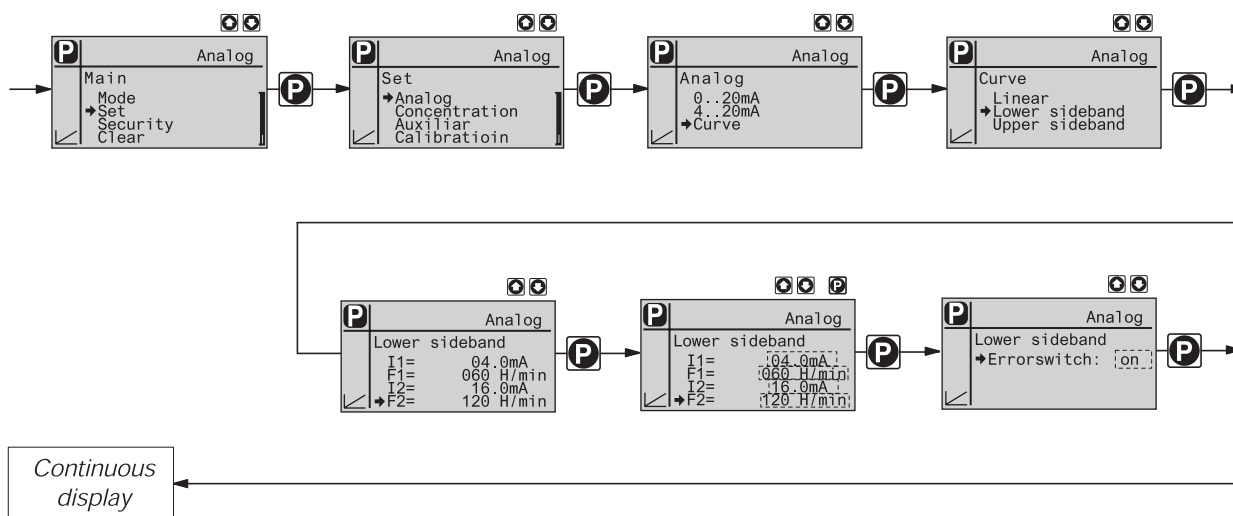 P Analog
Main
Mode
➔Set
Security
Clear
P
P Analog
Set
➔Analog
Concentration
Auxiliar
Calibratioin
P
P Analog
Analog
0..20mA
4..20mA
➔Curve
P
P Analog
Curve
Linear
➔Lower sideband
Upper sideband
P
P Analog
Lower sideband
I1= 04.0mA
F1= 060 H/min
I2= 16.0mA
➔F2= 120 H/min
P
P
P Analog
Lower sideband
I1= 04.0mA
F1= 060 H/min
I2= 16.0mA
➔F2= 120 H/min
P
P Analog
Lower sideband
➔Errorswitch: on
P
Continuous
display